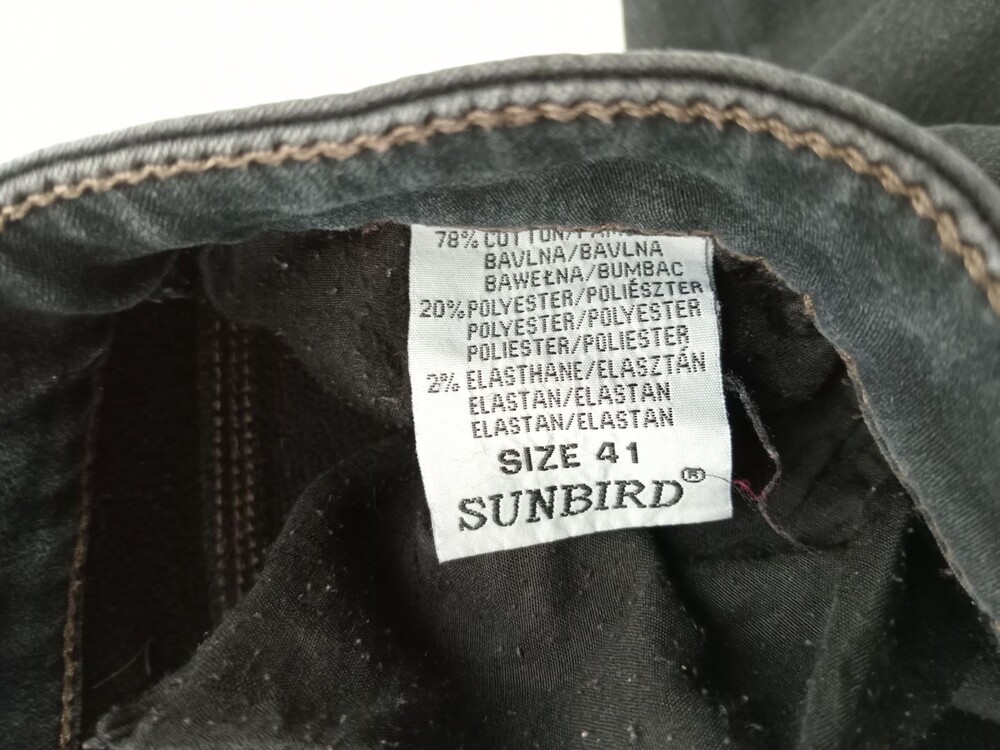 78% COTTON/PAMUT
BAVLNA/BAVLNA
BAWEŁNA/BUMBAC
20% POLYESTER/POLIÉSZTER
POLYESTER/POLYESTER
POLIESTER/POLIESTER
2% ELASTHANE/ELASZTÁN
ELASTAN/ELASTAN
ELASTAN/ELASTAN
SIZE 41
SUNBIRD®